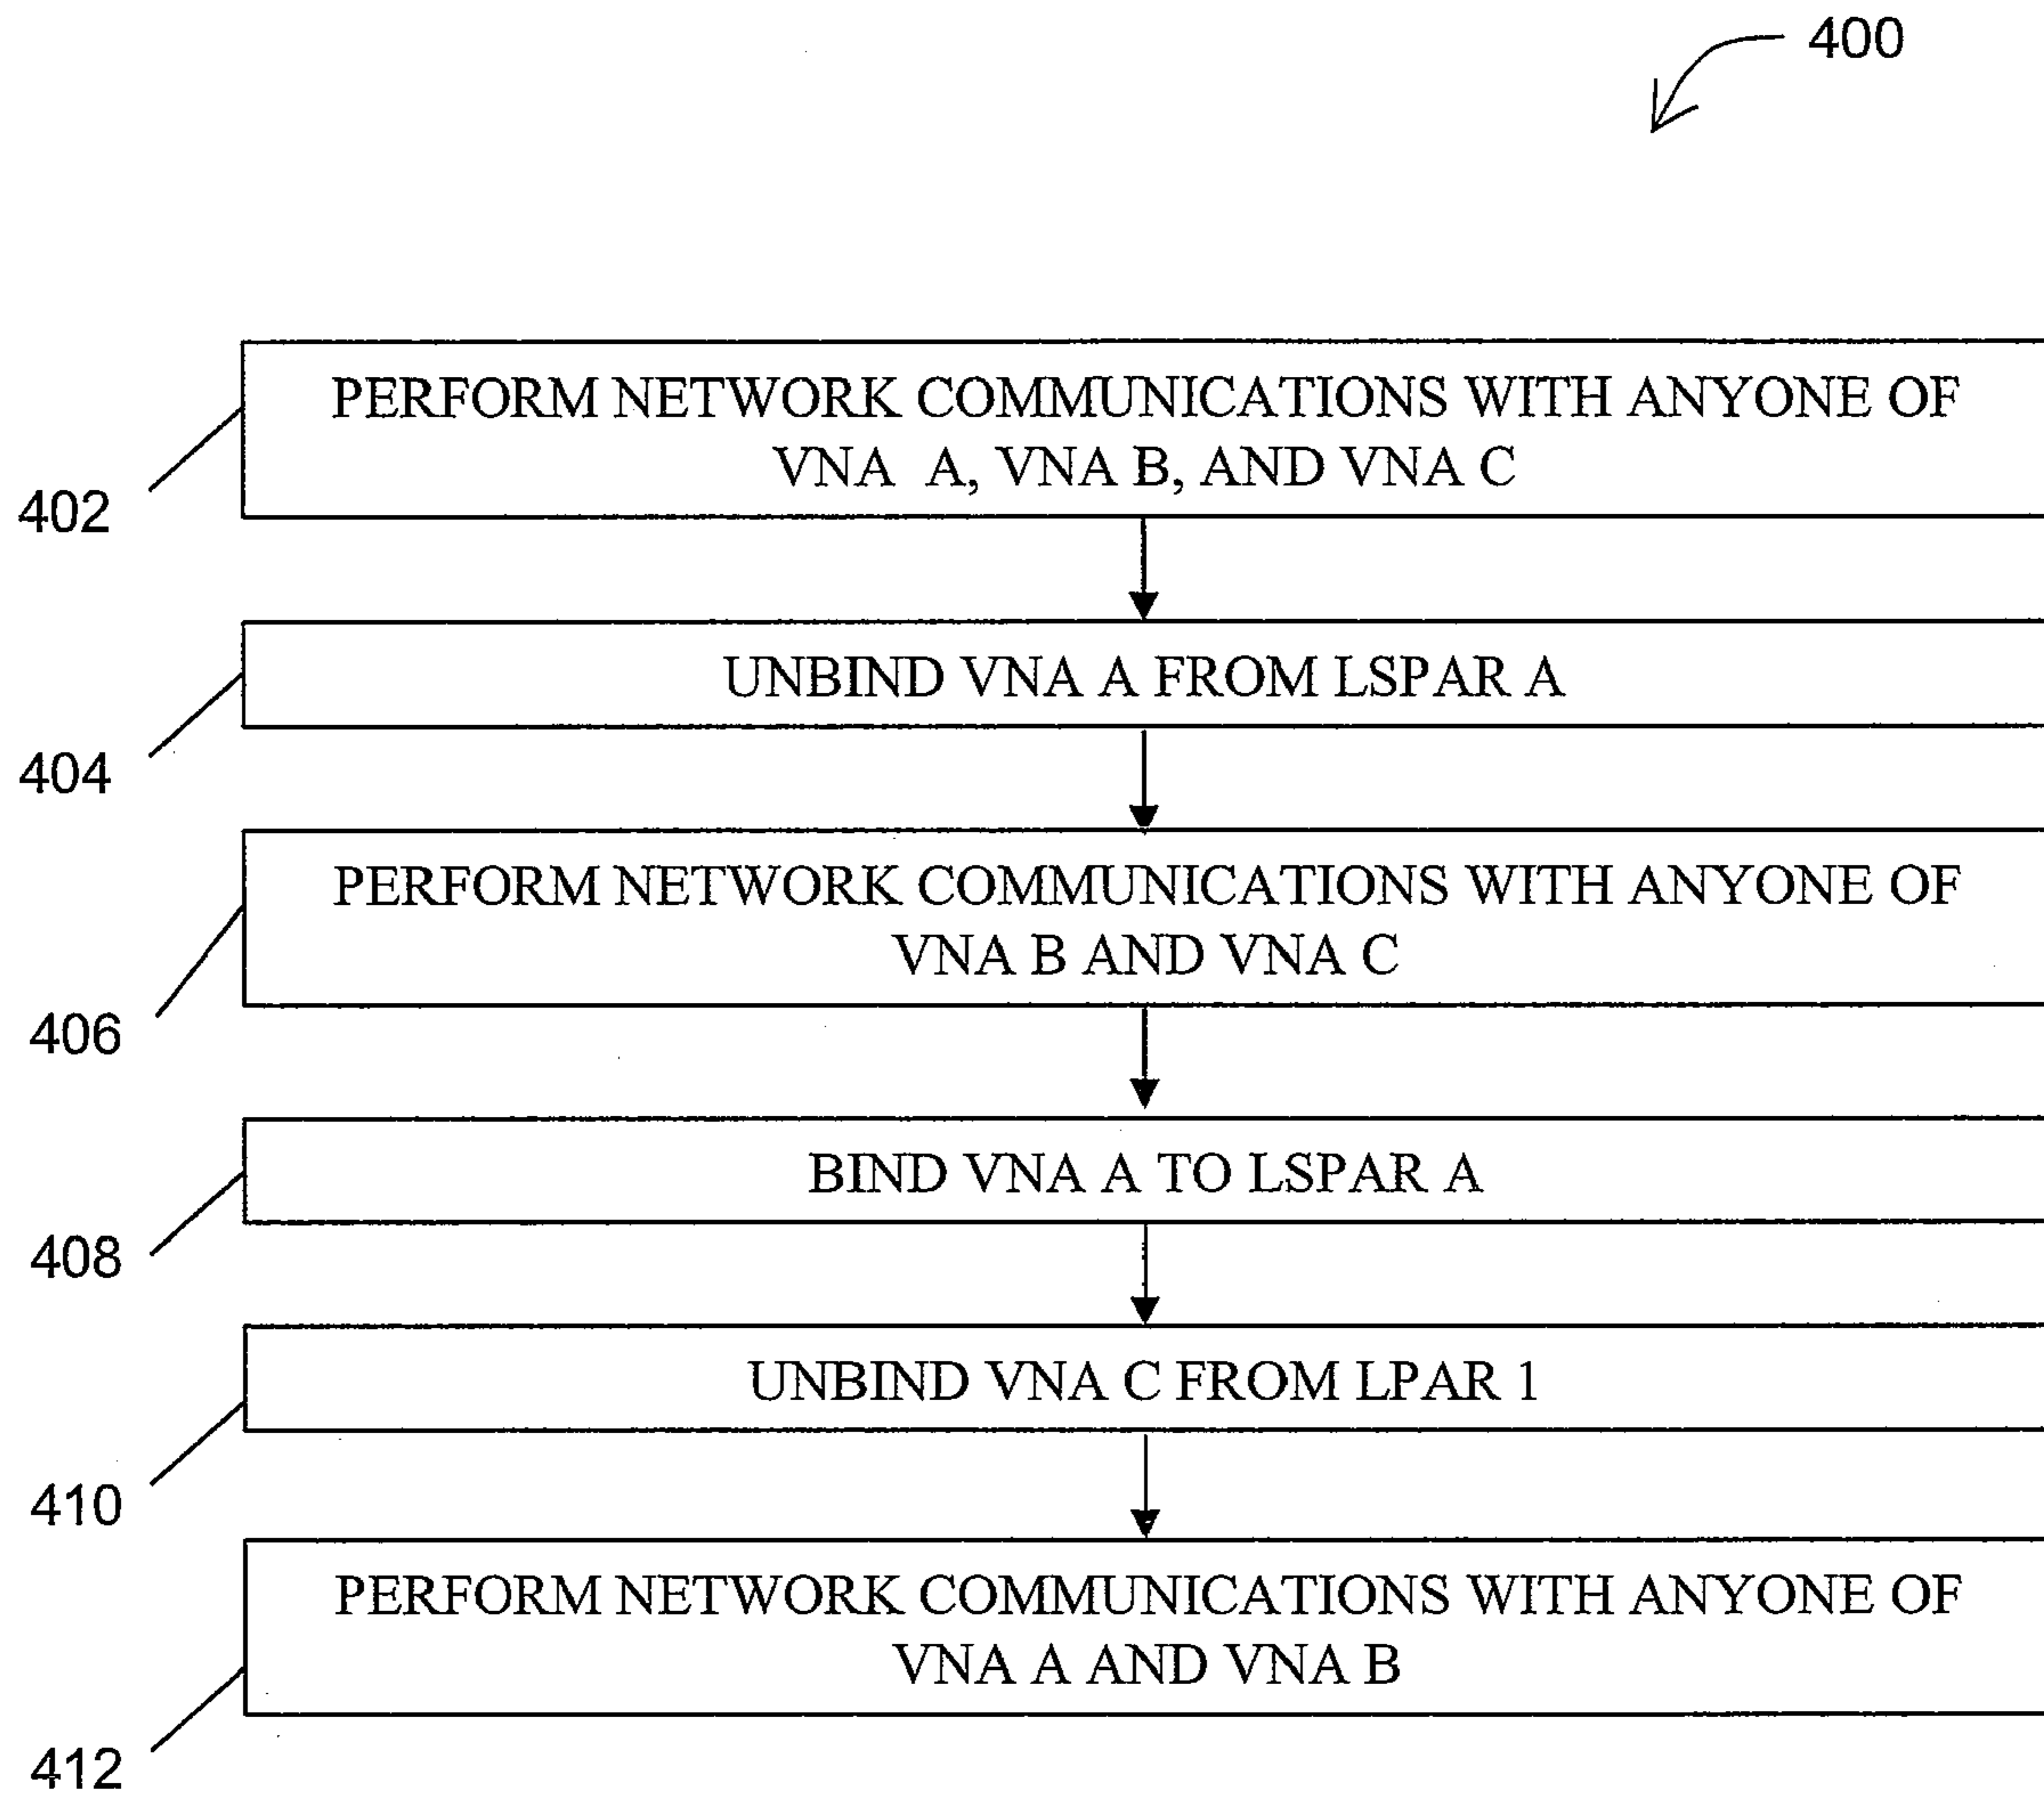 400
PERFORM NETWORK COMMUNICATIONS WITH ANYONE OF
VNA A, VNA B, AND VNA C
402
UNBIND VNA A FROM LSPAR A
404
PERFORM NETWORK COMMUNICATIONS WITH ANYONE OF
VNA B AND VNA C
406
BIND VNA A TO LSPAR A
408
UNBIND VNA C FROM LPAR 1
410
PERFORM NETWORK COMMUNICATIONS WITH ANYONE OF
VNA A AND VNA B
412